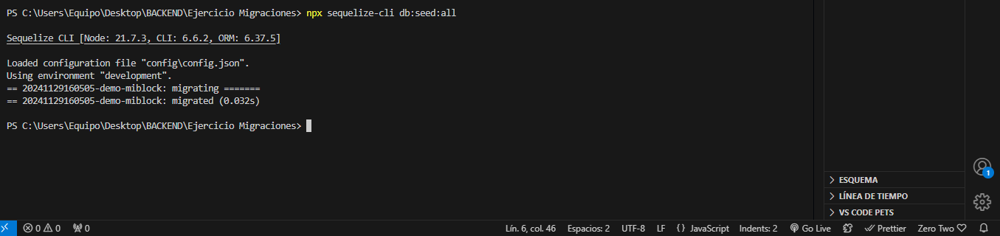 PS C:\Users\Equipo\Desktop\BACKEND\Ejercicio Migraciones> npx sequelize-cli db:seed:all
Sequelize CLI [Node: 21.7.3, CLI: 6.6.2, ORM: 6.37.5]
Loaded configuration file "config\config.json".
Using environment "development".
== 20241129160505-demo-miblock: migrating =======
== 20241129160505-demo-miblock: migrated (0.032s)
PS C:\Users\Equipo\Desktop\BACKEND\Ejercicio Migraciones>
ESQUEMA
LÍNEA DE TIEMPO
VS CODE PETS
1
0 0 0 Lín. 6, col. 46 Espacios: 2 UTF-8 LF {} JavaScript Indents: 2 Go Live Prettier Zero Two